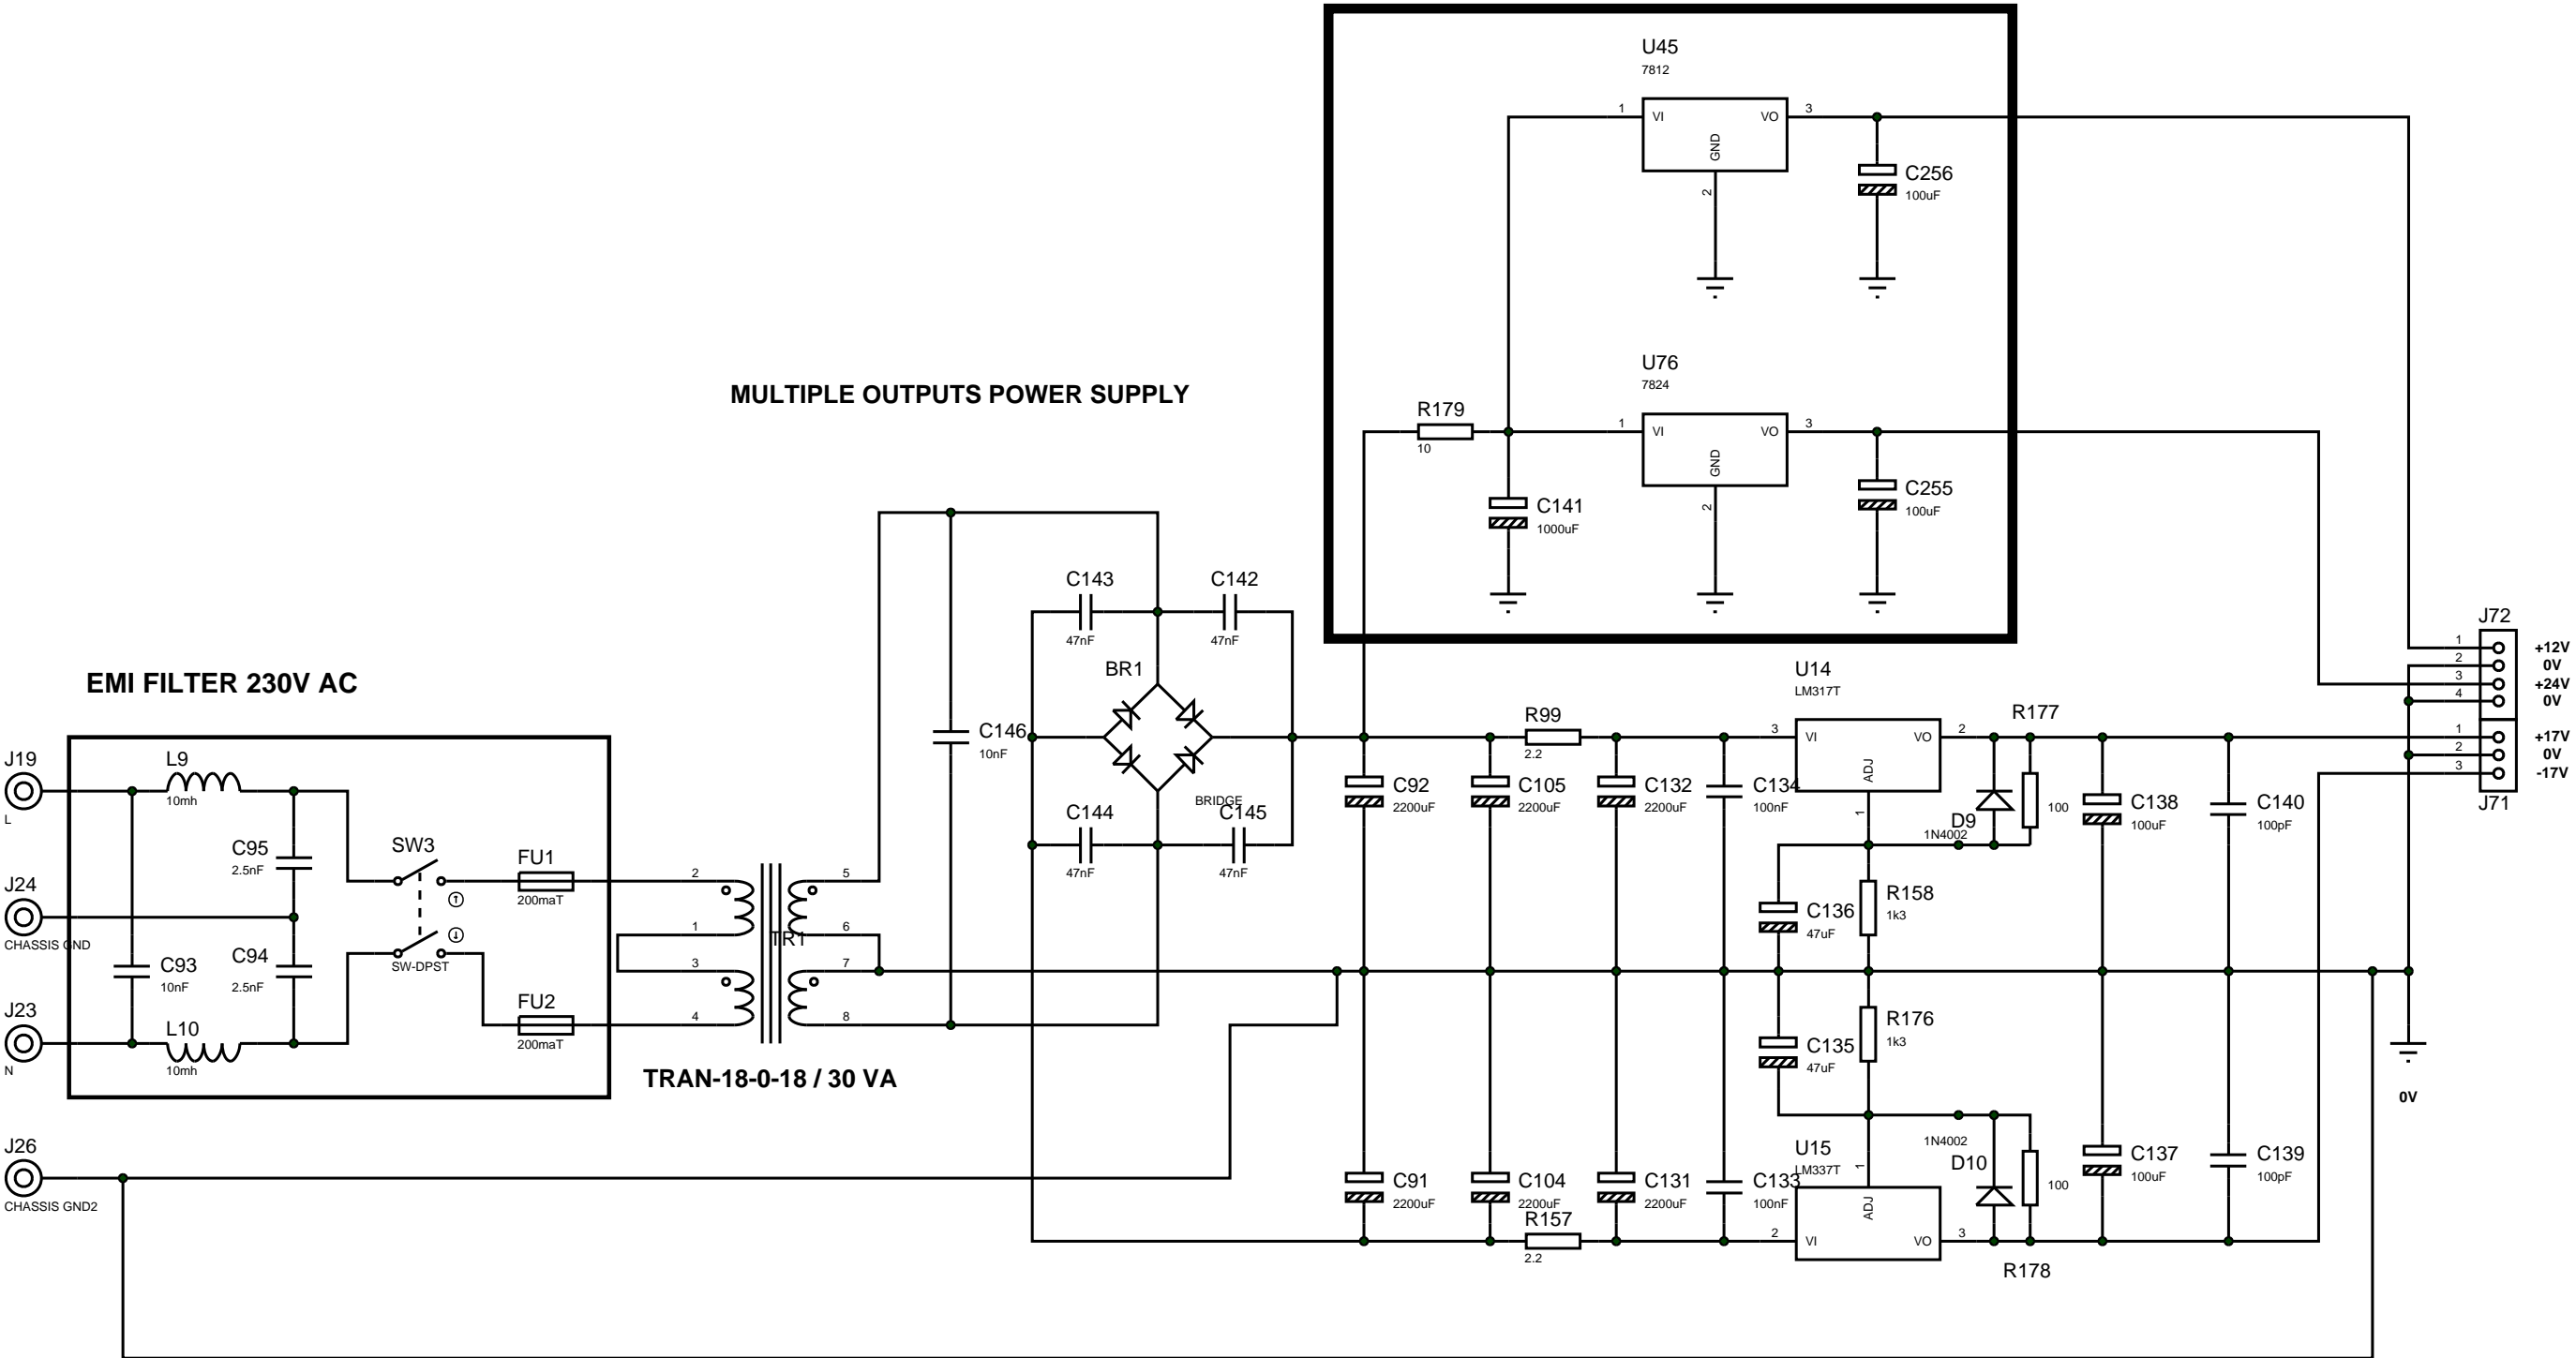 U45
7812
1
VI
VO
3
GND
2
C256
100uF
U76
7824
MULTIPLE OUTPUTS POWER SUPPLY
R179
10
1
VI
VO
3
GND
2
C141
1000uF
C255
100uF
C143
47nF
C142
47nF
BR1
BRIDGE
C146
10nF
C144
47nF
C145
47nF
J72
1
2
3
4
+12V
0V
+24V
0V
1
2
3
+17V
0V
-17V
J71
EMI FILTER 230V AC
J19
L
L9
10mh
C95
2.5nF
SW3
SW-DPST
FU1
200maT
J24
CHASSIS GND
C93
10nF
C94
2.5nF
FU2
200maT
J23
N
L10
10mh
2
1
3
4
TR1
5
6
7
8
TRAN-18-0-18 / 30 VA
J26
CHASSIS GND2
R99
2.2
C92
2200uF
C105
2200uF
C132
2200uF
C134
100nF
U14
LM317T
3
VI
VO
2
ADJ
1
R177
100
D9
1N4002
C138
100uF
C140
100pF
C136
47uF
R158
1k3
C135
47uF
R176
1k3
0V
C91
2200uF
C104
2200uF
R157
2.2
C131
2200uF
C133
100nF
U15
LM337T
1
ADJ
2
VI
VO
3
1N4002
D10
100
R178
C137
100uF
C139
100pF